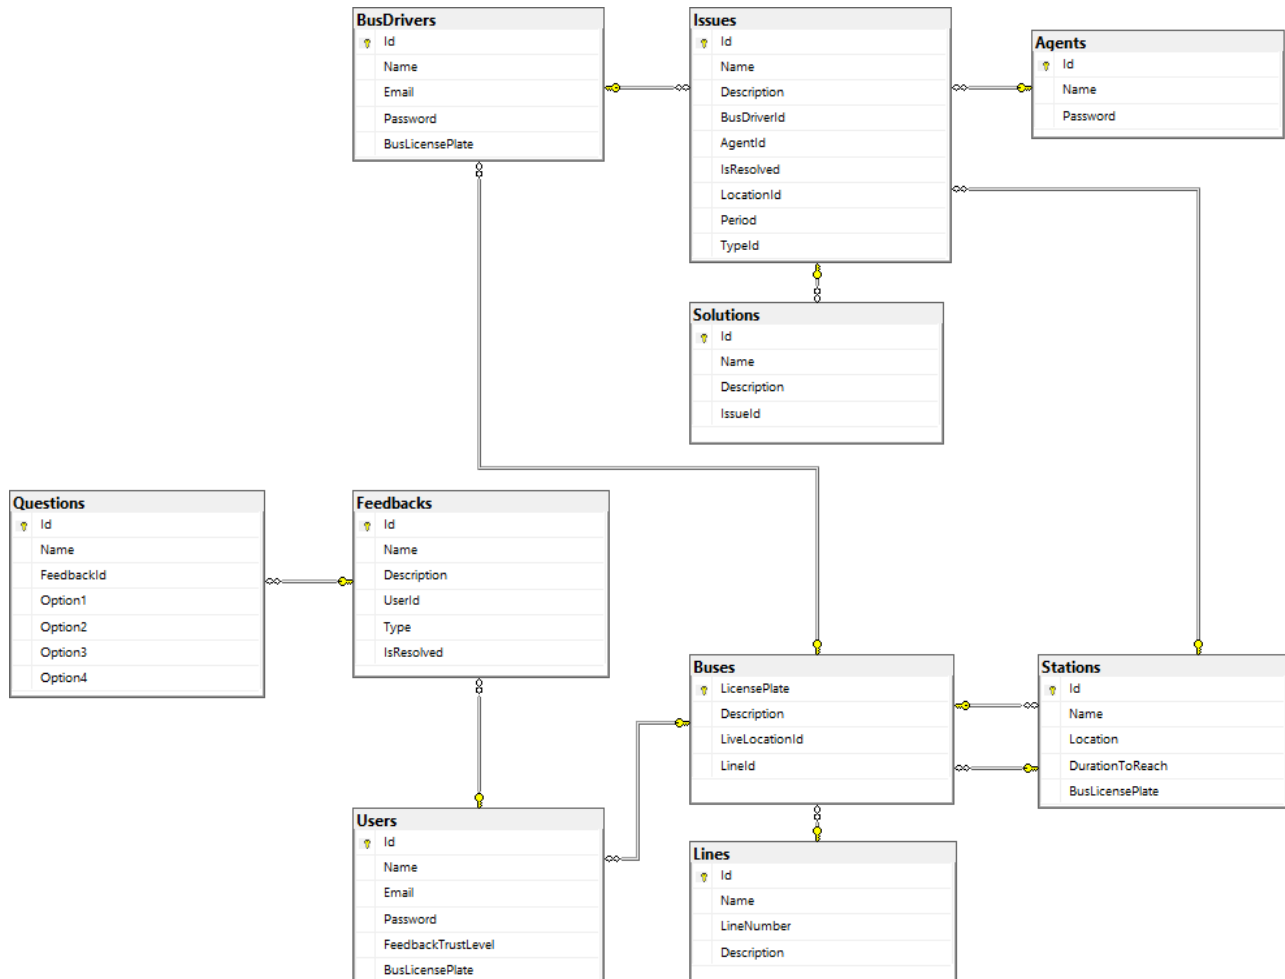 BusDrivers
Id
Name
Email
Password
BusLicensePlate
Issues
Id
Name
Description
BusDriverId
AgentId
IsResolved
LocationId
Period
TypeId
Agents
Id
Name
Password
Solutions
Id
Name
Description
IssueId
Questions
Id
Name
FeedbackId
Option1
Option2
Option3
Option4
Feedbacks
Id
Name
Description
UserId
Type
IsResolved
Buses
LicensePlate
Description
LiveLocationId
LineId
Stations
Id
Name
Location
DurationToReach
BusLicensePlate
Users
Id
Name
Email
Password
FeedbackTrustLevel
BusLicensePlate
Lines
Id
Name
LineNumber
Description